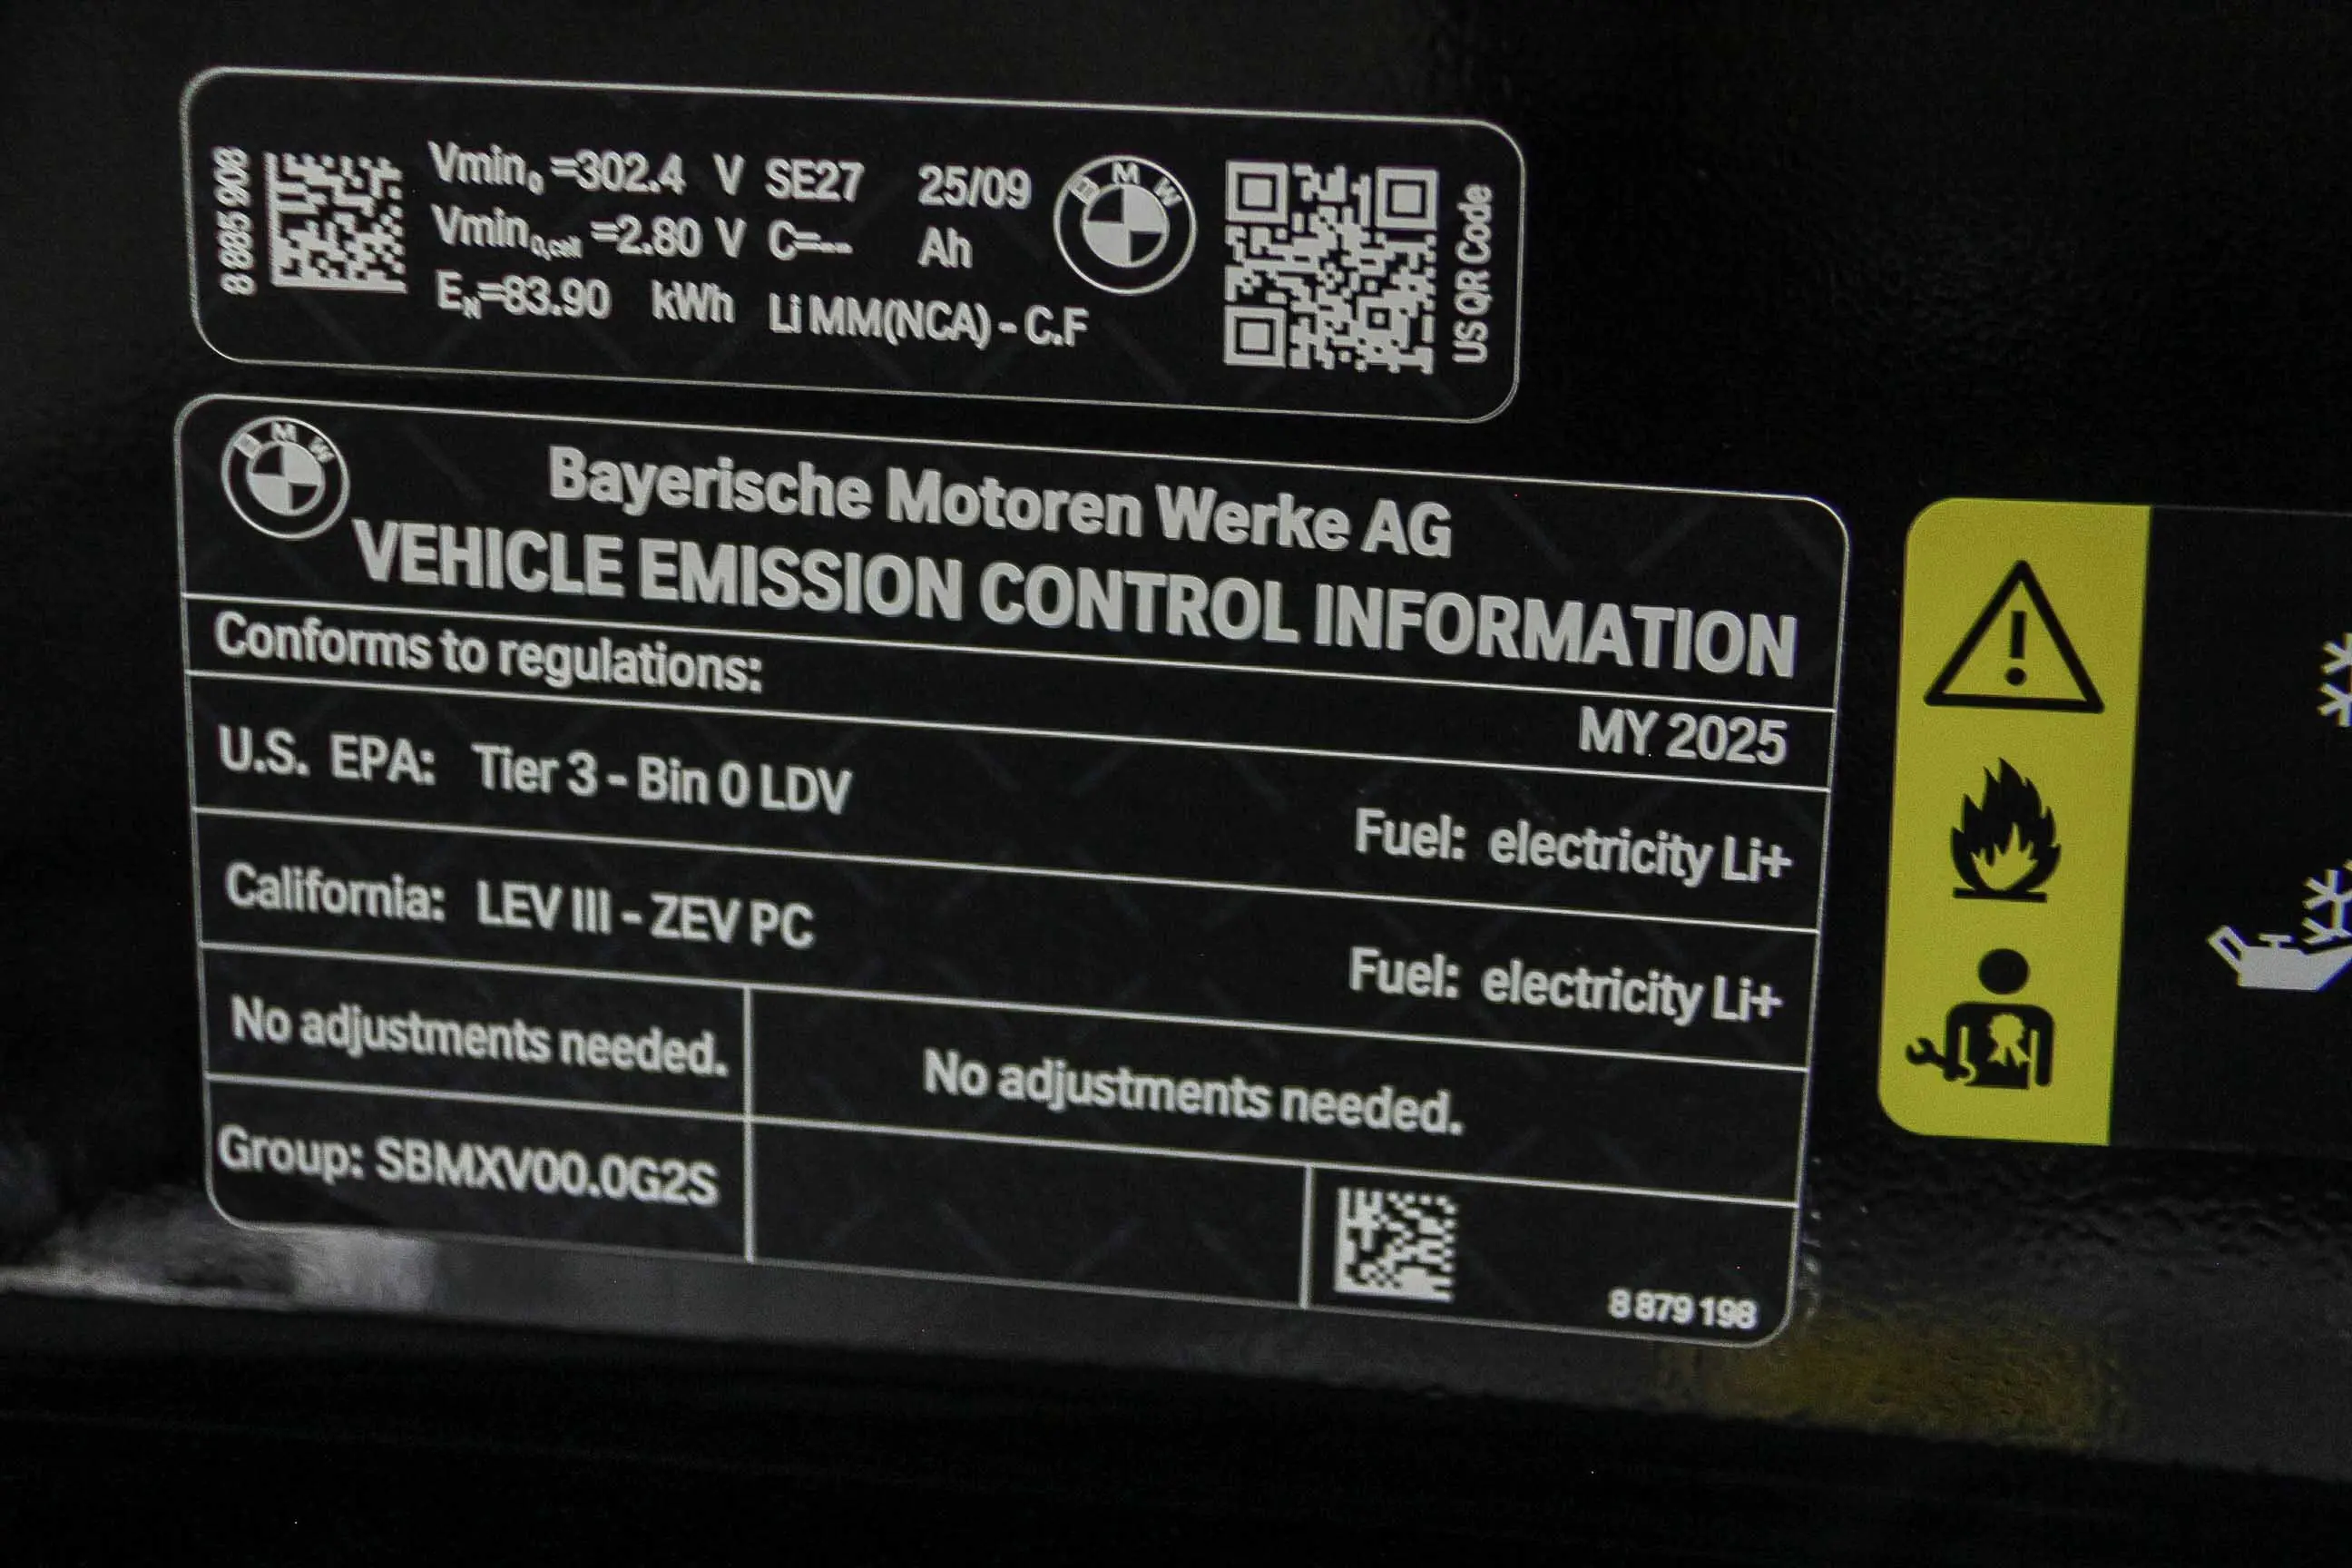 8 885 908
Vmin0 =302.4 V SE27 25/09
Vmin0,cell =2.80 V C=-- Ah
EN=83.90 kWh Li MM(NCA) - C.F
BMW
US QR Code
BMW
Bayerische Motoren Werke AG
VEHICLE EMISSION CONTROL INFORMATION
Conforms to regulations:
MY 2025
U.S. EPA: Tier 3 - Bin 0 LDV Fuel: electricity Li+
California: LEV III - ZEV PC Fuel: electricity Li+
No adjustments needed. No adjustments needed.
Group: SBMXV00.0G2S
8 879 198